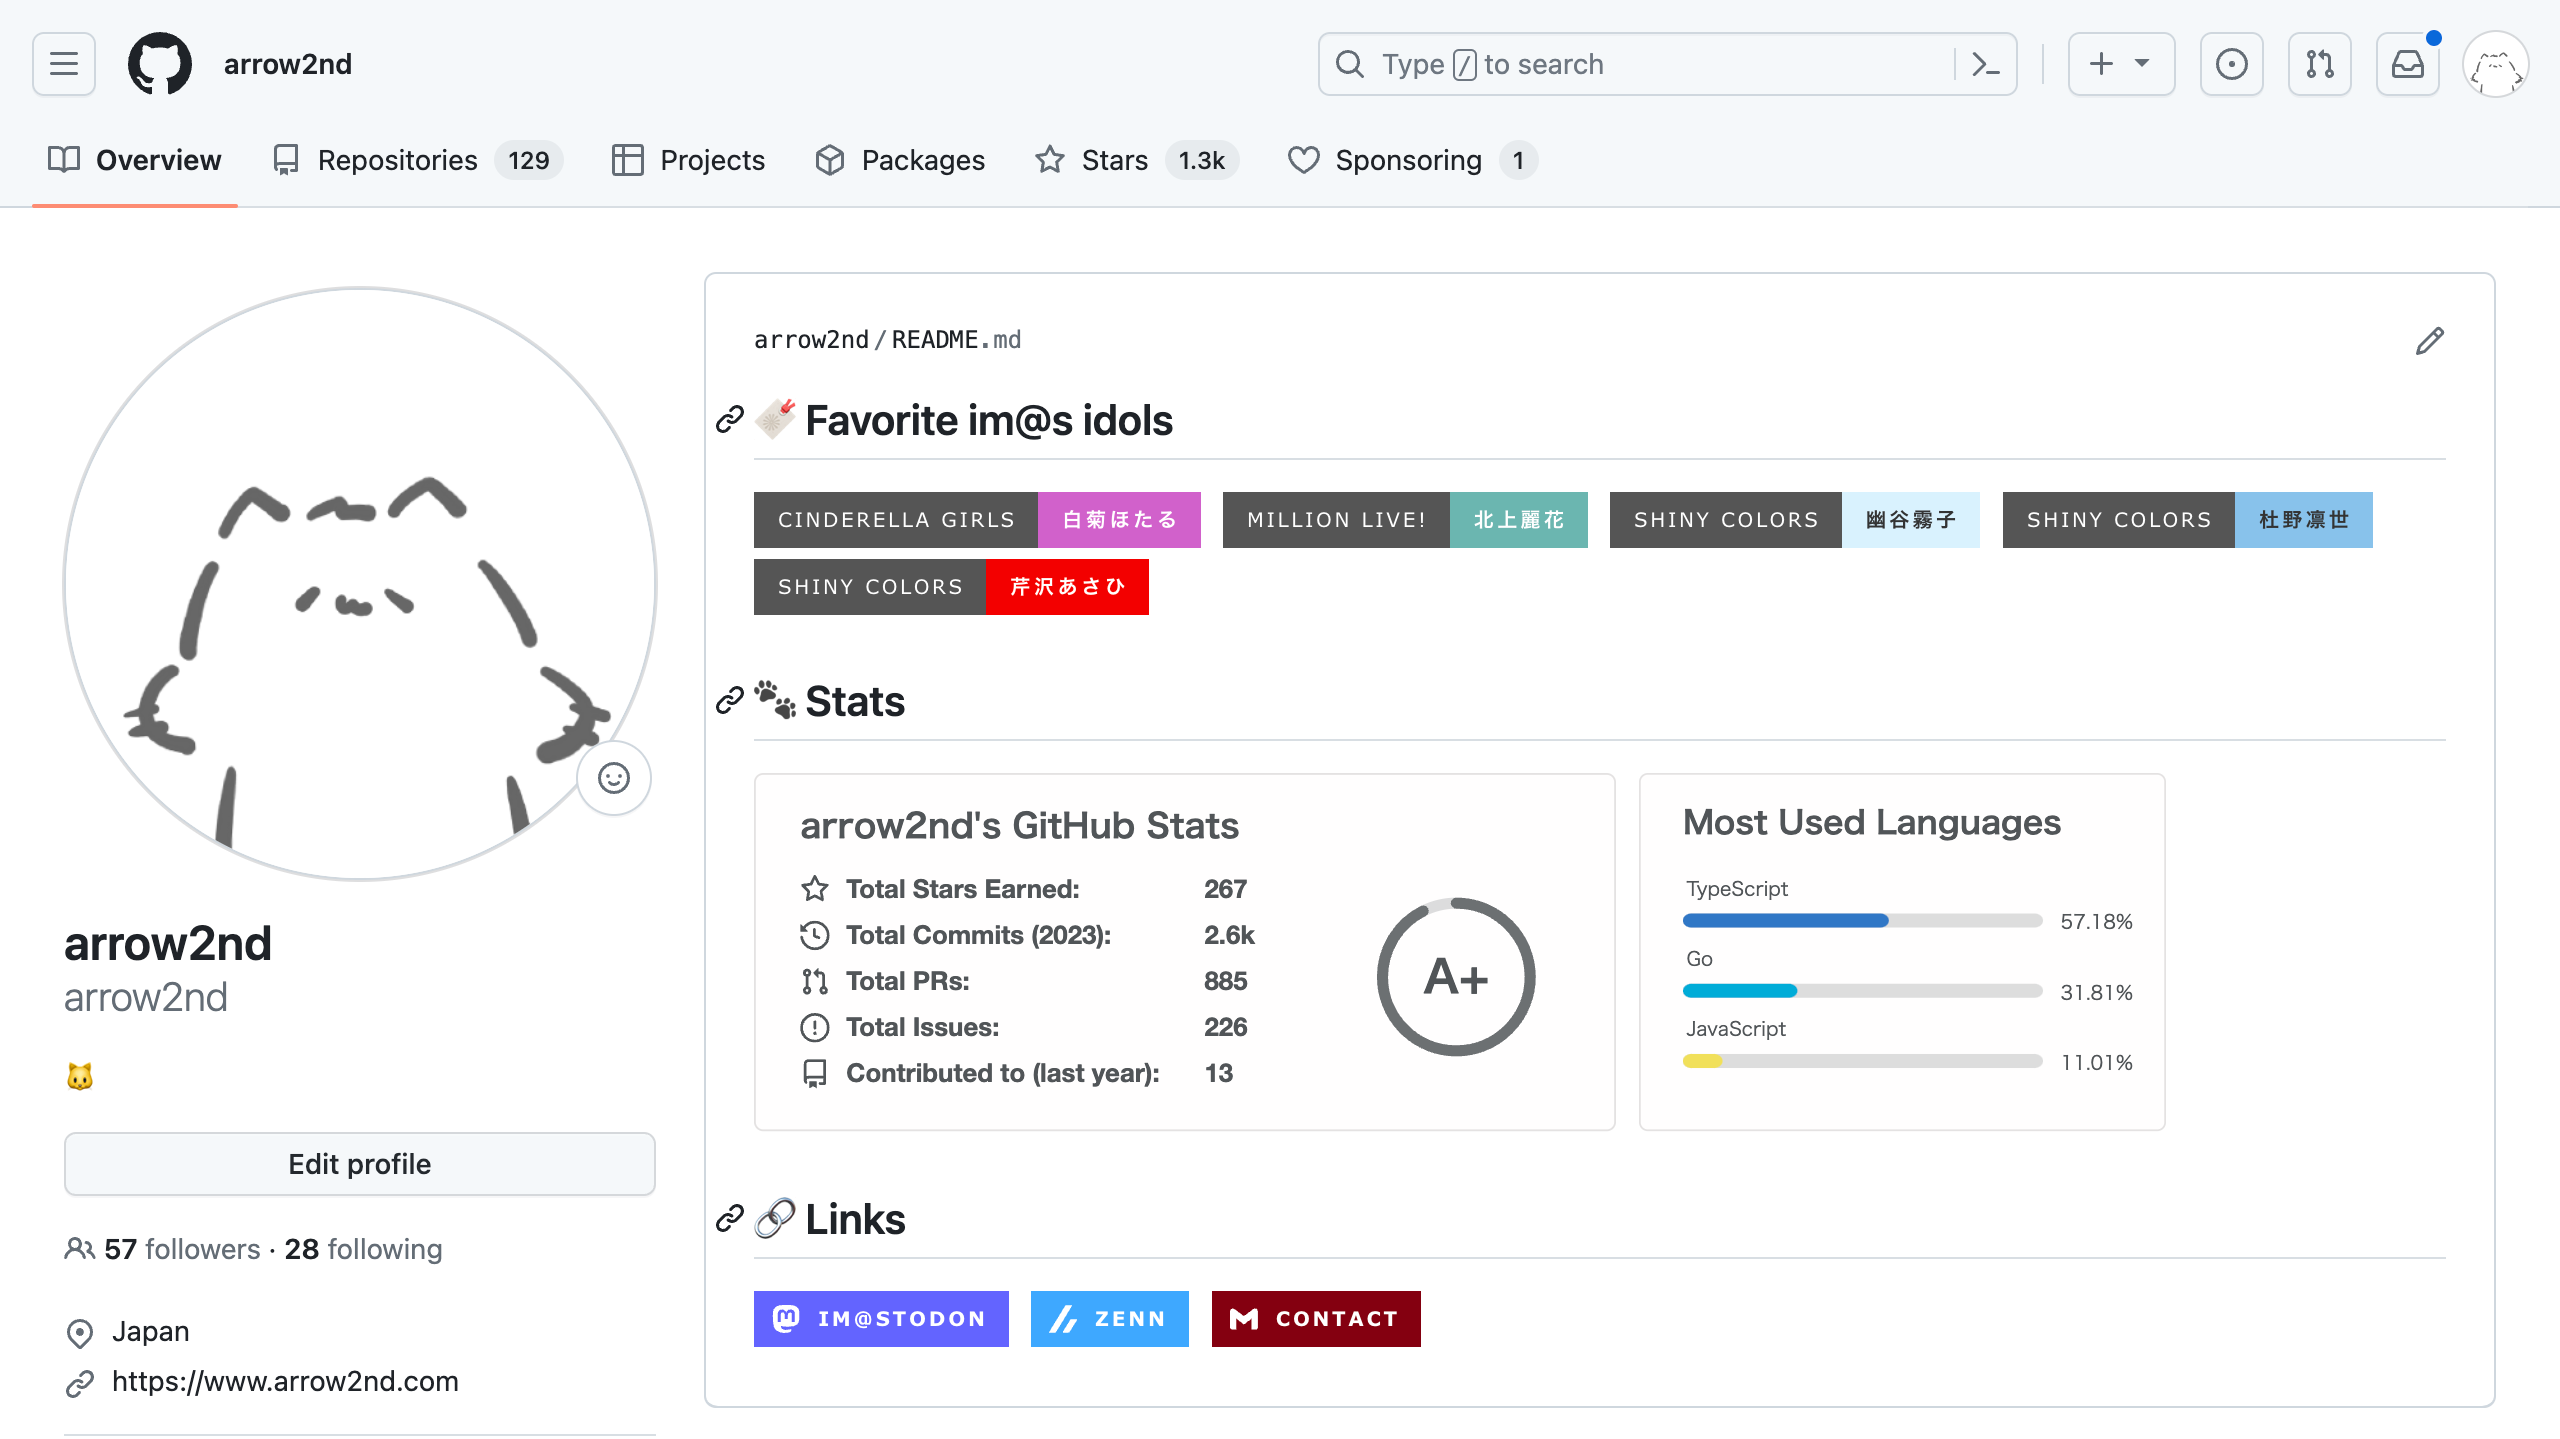 arrow2nd
Type / to search
Overview Repositories 129 Projects Packages Stars 1.3k Sponsoring 1
arrow2nd
arrow2nd
Edit profile
57 followers · 28 following
Japan
https://www.arrow2nd.com
arrow2nd/README.md
Favorite im@s idols
CINDERELLA GIRLS 白菊ほたる MILLION LIVE! 北上麗花 SHINY COLORS 幽谷霧子 SHINY COLORS 杜野凛世
SHINY COLORS 芹沢あさひ
Stats
arrow2nd's GitHub Stats
Total Stars Earned: 267
Total Commits (2023): 2.6k
Total PRs: 885
Total Issues: 226
Contributed to (last year): 13
A+
Most Used Languages
TypeScript
57.18%
Go
31.81%
JavaScript
11.01%
Links
IM@STODON ZENN CONTACT